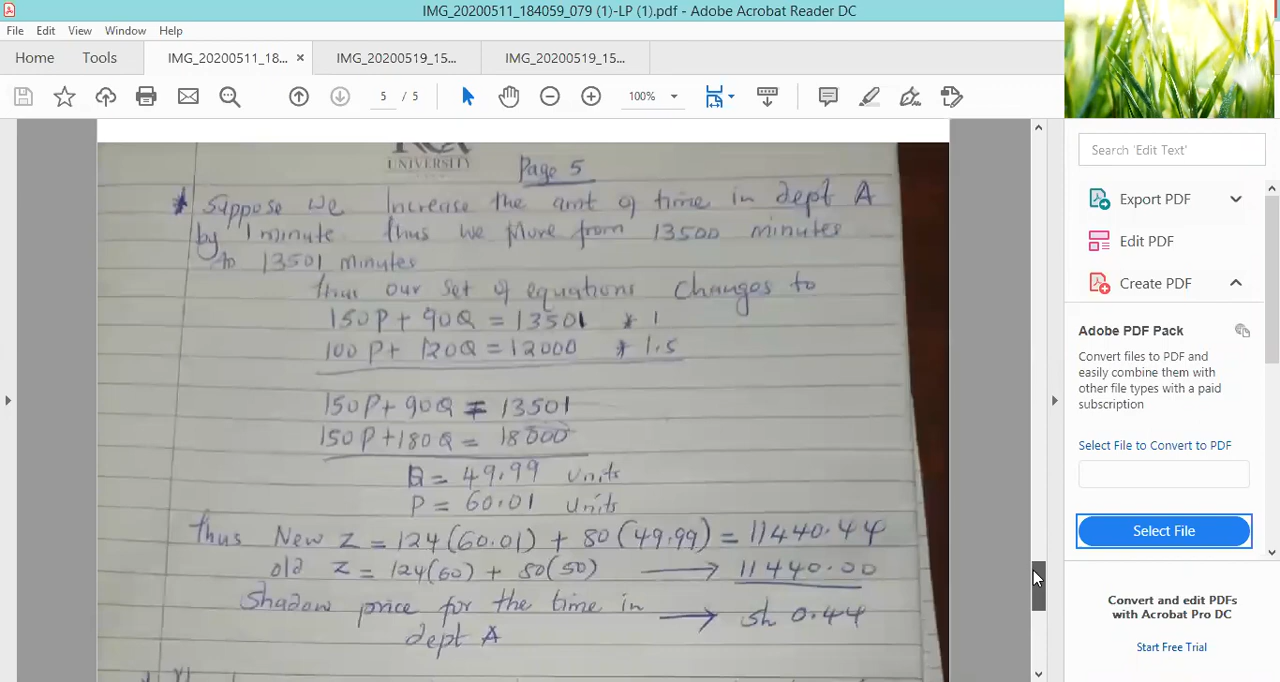 IMG_20200511_184059_079 (1)-LP (1).pdf - Adobe Acrobat Reader DC
File Edit View Window Help
Home Tools IMG_20200511_18... × IMG_20200519_15... IMG_20200519_15...
5 / 5 100%
UNIVERSITY
Page 5
* Suppose we Increase the amt of time in dept A
by 1 minute thus we move from 13500 minutes
to 13501 minutes
thus our set of equations changes to
150P + 90Q = 13501 * 1
100P + 120Q = 12000 * 1.5
150P + 90Q = 13501
150P + 180Q = 18000
Q = 49.99 units
P = 60.01 units
thus New Z = 124(60.01) + 80(49.99) = 11440.44
old Z = 124(60) + 80(50) → 11440.00
Shadow price for the time in → sh 0.44
dept A
Search 'Edit Text'
Export PDF
Edit PDF
Create PDF
Adobe PDF Pack
Convert files to PDF and
easily combine them with
other file types with a paid
subscription
Select File to Convert to PDF
Select File
Convert and edit PDFs
with Acrobat Pro DC
Start Free Trial